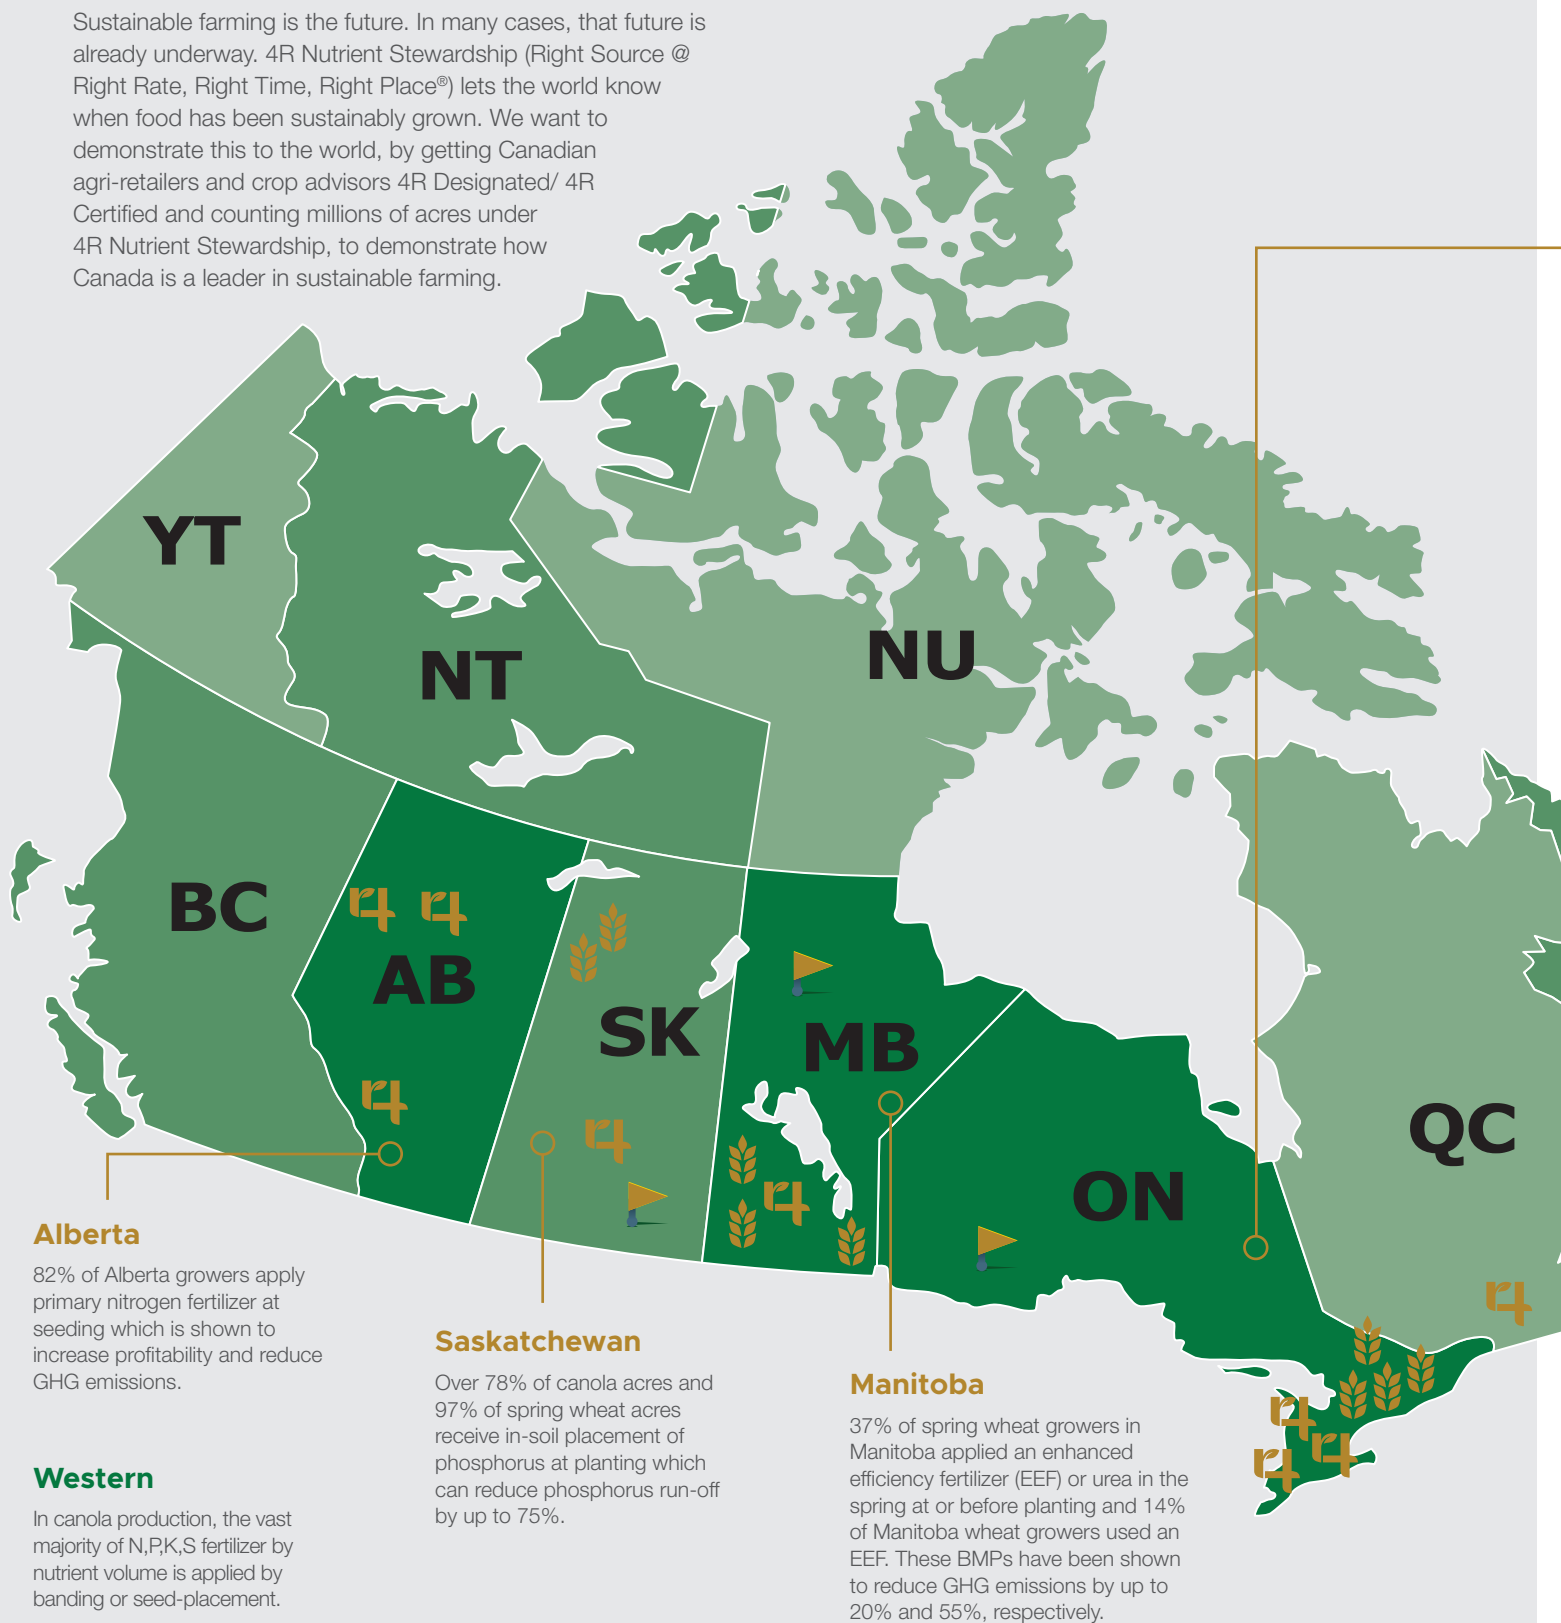 Sustainable farming is the future. In many cases, that future is
already underway. 4R Nutrient Stewardship (Right Source @
Right Rate, Right Time, Right Place®) lets the world know
when food has been sustainably grown. We want to
demonstrate this to the world, by getting Canadian
agri-retailers and crop advisors 4R Designated/ 4R
Certified and counting millions of acres under
4R Nutrient Stewardship, to demonstrate how
Canada is a leader in sustainable farming.
YT
NT
NU
BC
AB
SK
MB
ON
QC
Alberta
82% of Alberta growers apply
primary nitrogen fertilizer at
seeding which is shown to
increase profitability and reduce
GHG emissions.
Western
In canola production, the vast
majority of N,P,K,S fertilizer by
nutrient volume is applied by
banding or seed-placement.
Saskatchewan
Over 78% of canola acres and
97% of spring wheat acres
receive in-soil placement of
phosphorus at planting which
can reduce phosphorus run-off
by up to 75%.
Manitoba
37% of spring wheat growers in
Manitoba applied an enhanced
efficiency fertilizer (EEF) or urea in the
spring at or before planting and 14%
of Manitoba wheat growers used an
EEF. These BMPs have been shown
to reduce GHG emissions by up to
20% and 55%, respectively.